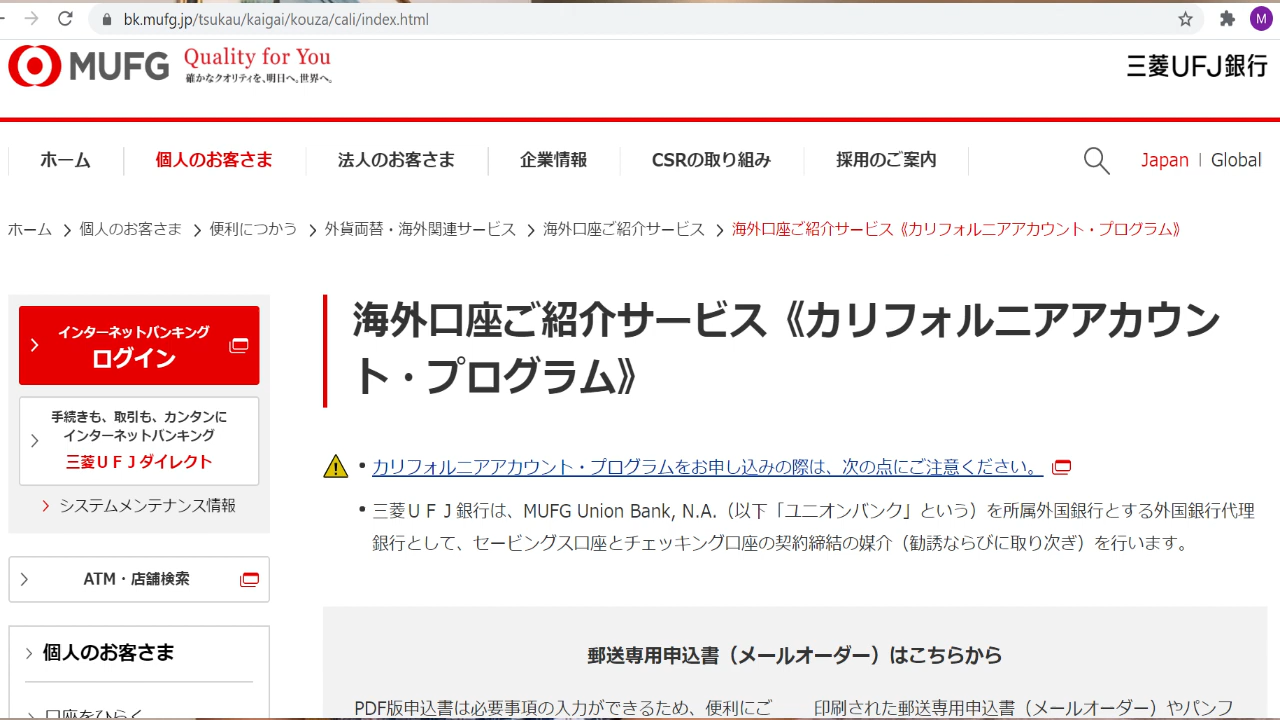 bk.mufg.jp/tsukau/kaigai/kouza/cali/index.html
M
MUFG
Quality for You
確かなクオリティを、明日へ。世界へ。
三菱UFJ銀行
ホーム
個人のお客さま
法人のお客さま
企業情報
CSRの取り組み
採用のご案内
Japan | Global
ホーム > 個人のお客さま > 便利につかう > 外貨両替・海外関連サービス > 海外口座ご紹介サービス > 海外口座ご紹介サービス《カリフォルニアアカウント・プログラム》
インターネットバンキング
ログイン
手続きも、取引も、カンタンに
インターネットバンキング
三菱ＵＦＪダイレクト
システムメンテナンス情報
ATM・店舗検索
個人のお客さま
口座をひらく
海外口座ご紹介サービス《カリフォルニアアカウン
ト・プログラム》
• カリフォルニアアカウント・プログラムをお申し込みの際は、次の点にご注意ください。
• 三菱ＵＦＪ銀行は、MUFG Union Bank, N.A.（以下「ユニオンバンク」という）を所属外国銀行とする外国銀行代理
銀行として、セービングス口座とチェッキング口座の契約締結の媒介（勧誘ならびに取り次ぎ）を行います。
郵送専用申込書（メールオーダー）はこちらから
PDF版申込書は必要事項の入力ができるため、便利にご
印刷された郵送専用申込書（メールオーダー）やパンフ